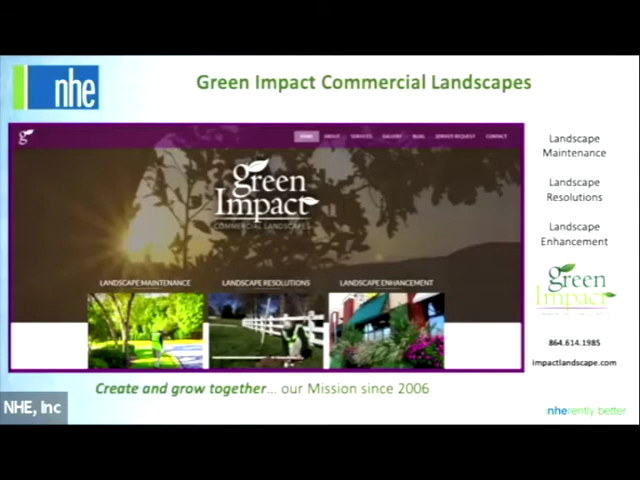 nhe
Green Impact Commercial Landscapes
g
HOME ABOUT SERVICES GALLERY BLOG SERVICE REQUEST CONTACT
green
Impact
COMMERCIAL LANDSCAPES
LANDSCAPE MAINTENANCE LANDSCAPE RESOLUTIONS LANDSCAPE ENHANCEMENT
Landscape
Maintenance
Landscape
Resolutions
Landscape
Enhancement
green
Impact
864.614.1985
impactlandscape.com
Create and grow together... our Mission since 2006
NHE, Inc
nherently better